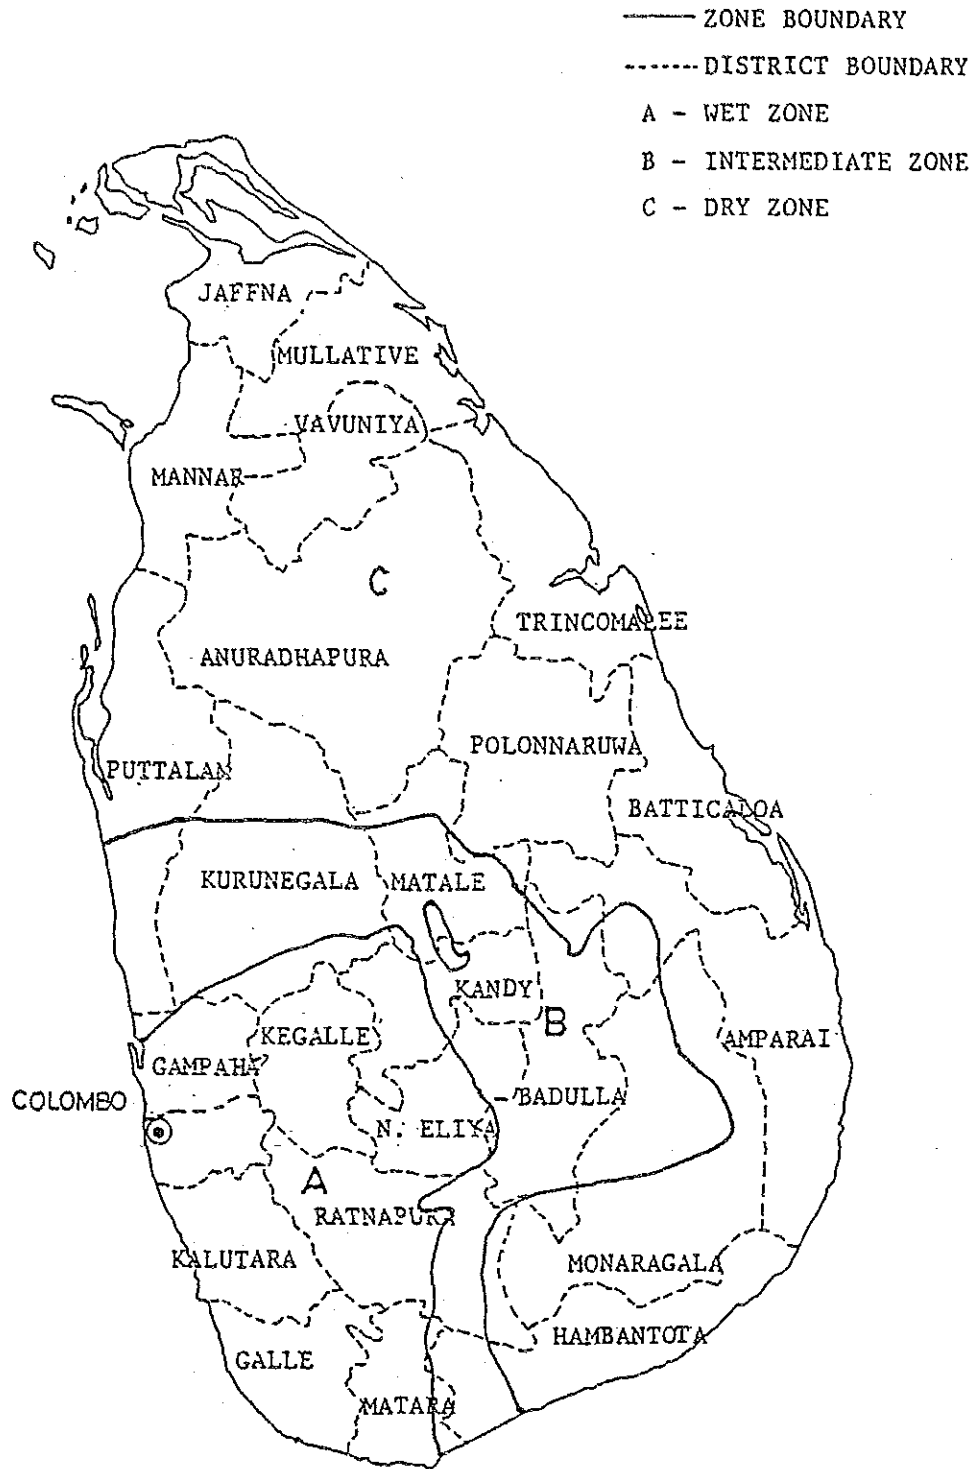 ZONE BOUNDARY
DISTRICT BOUNDARY
A - WET ZONE
B - INTERMEDIATE ZONE
C - DRY ZONE
JAFFNA
MULLATIVE
VAVUNIYA
MANNAR
C
TRINCOMALEE
ANURADHAPURA
POLONNARUWA
PUTTALAM
BATTICALOA
KURUNEGALA
MATALE
KANDY
B
KEGALLE
AMPARAI
GAMPAHA
BADULLA
COLOMBO
N. ELIYA
A
RATNAPURA
KALUTARA
MONARAGALA
HAMBANTOTA
GALLE
MATARA